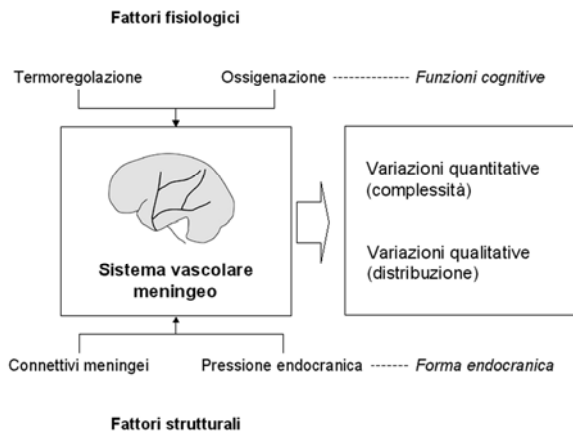 Fattori fisiologici
Termoregolazione
Ossigenazione
Funzioni cognitive
Sistema vascolare
meningeo
Variazioni quantitative
(complessità)
Variazioni qualitative
(distribuzione)
Connettivi meningei
Pressione endocranica
Forma endocranica
Fattori strutturali